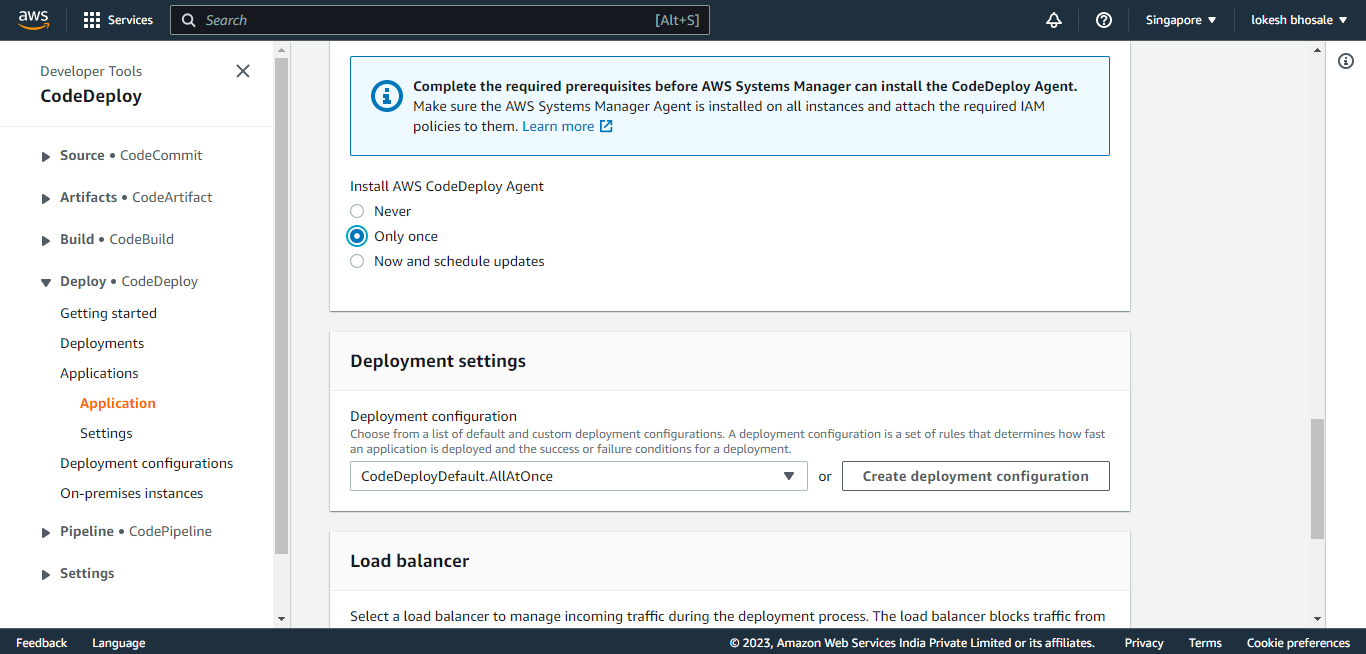 aws
Services
Search
[Alt+S]
Singapore
lokesh bhosale
Developer Tools
CodeDeploy
Source • CodeCommit
Artifacts • CodeArtifact
Build • CodeBuild
Deploy • CodeDeploy
Getting started
Deployments
Applications
Application
Settings
Deployment configurations
On-premises instances
Pipeline • CodePipeline
Settings
Complete the required prerequisites before AWS Systems Manager can install the CodeDeploy Agent.
Make sure the AWS Systems Manager Agent is installed on all instances and attach the required IAM
policies to them. Learn more
Install AWS CodeDeploy Agent
Never
Only once
Now and schedule updates
Deployment settings
Deployment configuration
Choose from a list of default and custom deployment configurations. A deployment configuration is a set of rules that determines how fast
an application is deployed and the success or failure conditions for a deployment.
CodeDeployDefault.AllAtOnce
or
Create deployment configuration
Load balancer
Select a load balancer to manage incoming traffic during the deployment process. The load balancer blocks traffic from
Feedback
Language
© 2023, Amazon Web Services India Private Limited or its affiliates.
Privacy
Terms
Cookie preferences